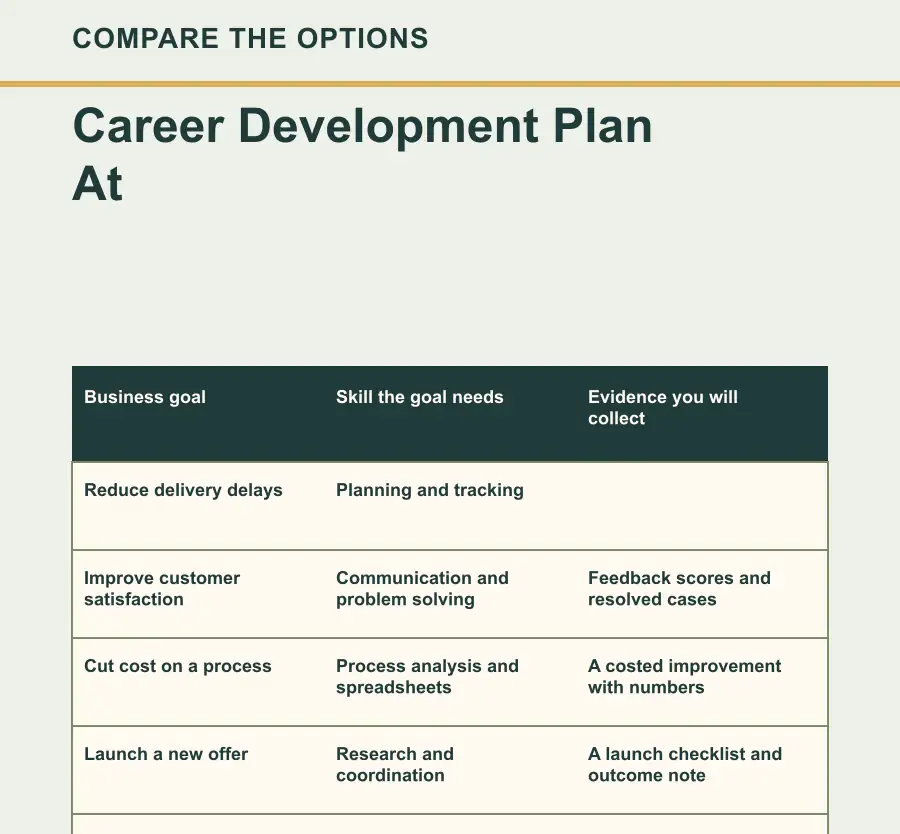 COMPARE THE OPTIONS
Career Development Plan
At
Business goal
Skill the goal needs
Evidence you will
collect
Reduce delivery delays
Planning and tracking
Improve customer
satisfaction
Communication and
problem solving
Feedback scores and
resolved cases
Cut cost on a process
Process analysis and
spreadsheets
A costed improvement
with numbers
Launch a new offer
Research and
coordination
A launch checklist and
outcome note